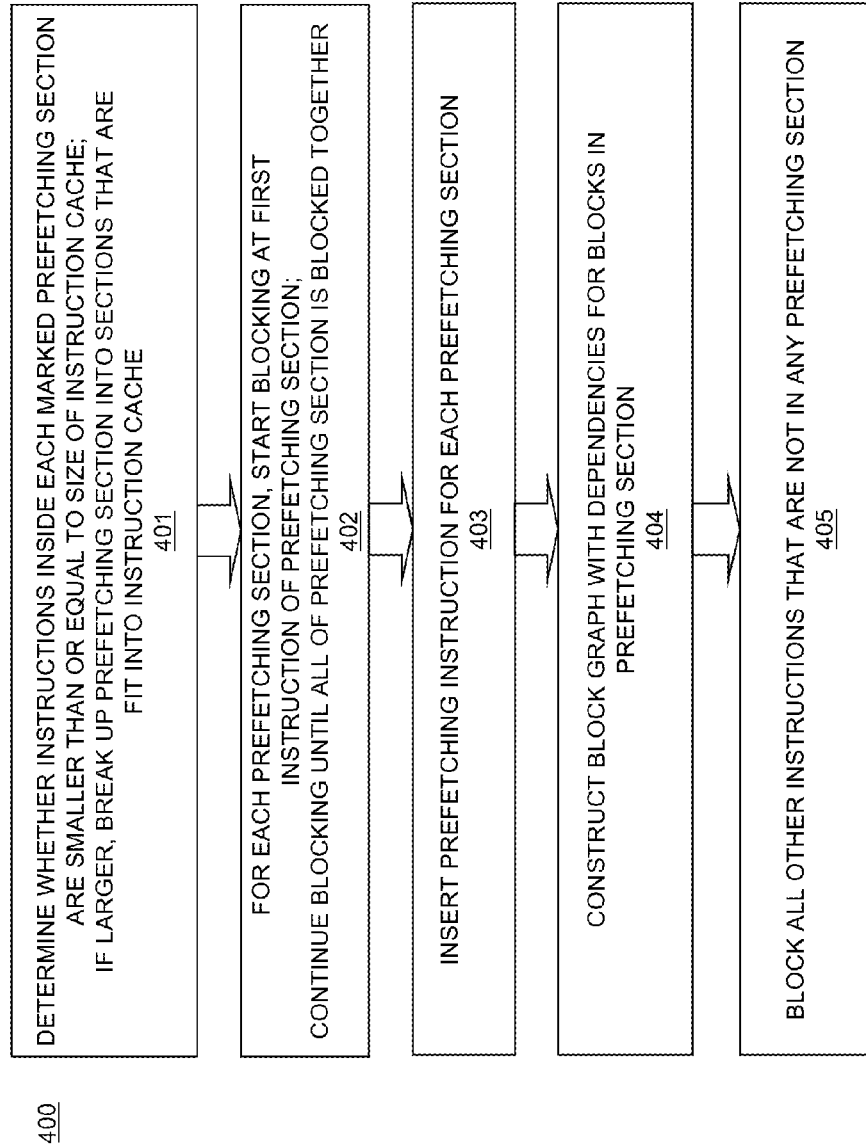 400
DETERMINE WHETHER INSTRUCTIONS INSIDE EACH MARKED PREFETCHING SECTION
ARE SMALLER THAN OR EQUAL TO SIZE OF INSTRUCTION CACHE;
IF LARGER, BREAK UP PREFETCHING SECTION INTO SECTIONS THAT ARE
FIT INTO INSTRUCTION CACHE
401
FOR EACH PREFETCHING SECTION, START BLOCKING AT FIRST
INSTRUCTION OF PREFETCHING SECTION;
CONTINUE BLOCKING UNTIL ALL OF PREFETCHING SECTION IS BLOCKED TOGETHER
402
INSERT PREFETCHING INSTRUCTION FOR EACH PREFETCHING SECTION
403
CONSTRUCT BLOCK GRAPH WITH DEPENDENCIES FOR BLOCKS IN
PREFETCHING SECTION
404
BLOCK ALL OTHER INSTRUCTIONS THAT ARE NOT IN ANY PREFETCHING SECTION
405